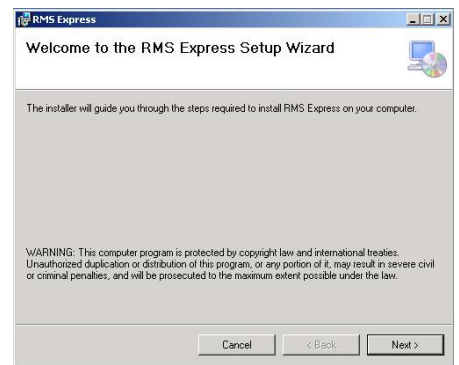 RMS Express
Welcome to the RMS Express Setup Wizard
The installer will guide you through the steps required to install RMS Express on your computer.
WARNING: This computer program is protected by copyright law and international treaties.
Unauthorized duplication or distribution of this program, or any portion of it, may result in severe civil
or criminal penalties, and will be prosecuted to the maximum extent possible under the law.
Cancel
< Back
Next >